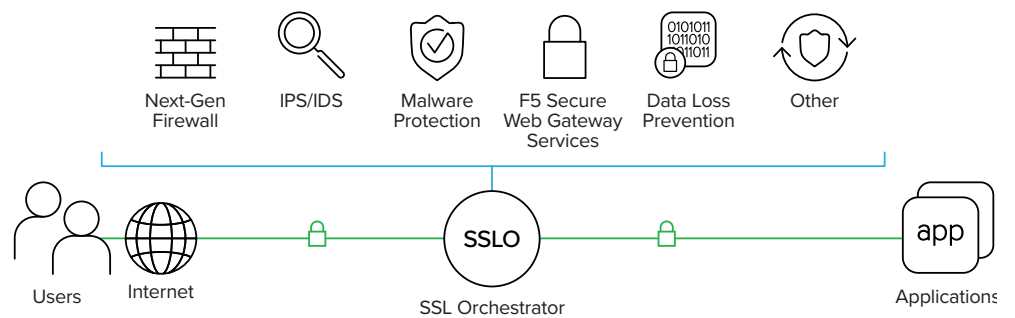 0101011
1011010
0011011
Next-Gen
Firewall
IPS/IDS
Malware
Protection
F5 Secure
Web Gateway
Services
Data Loss
Prevention
Other
SSLO
app
Users
Internet
SSL Orchestrator
Applications